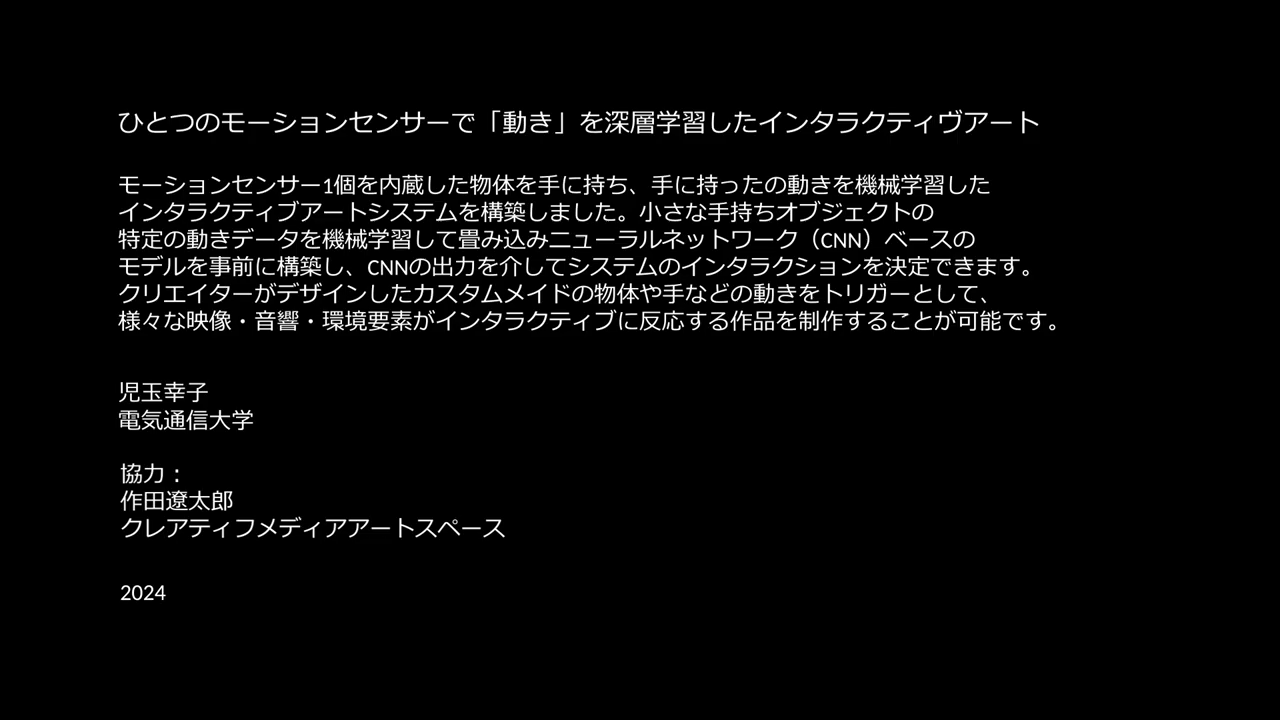 ひとつのモーションセンサーで「動き」を深層学習したインタラクティヴアート
モーションセンサー1個を内蔵した物体を手に持ち、手に持ったの動きを機械学習した
インタラクティブアートシステムを構築しました。小さな手持ちオブジェクトの
特定の動きデータを機械学習して畳み込みニューラルネットワーク（CNN）ベースの
モデルを事前に構築し、CNNの出力を介してシステムのインタラクションを決定できます。
クリエイターがデザインしたカスタムメイドの物体や手などの動きをトリガーとして、
様々な映像・音響・環境要素がインタラクティブに反応する作品を制作することが可能です。
児玉幸子
電気通信大学
協力：
作田遼太郎
クレアティフメディアアートスペース
2024